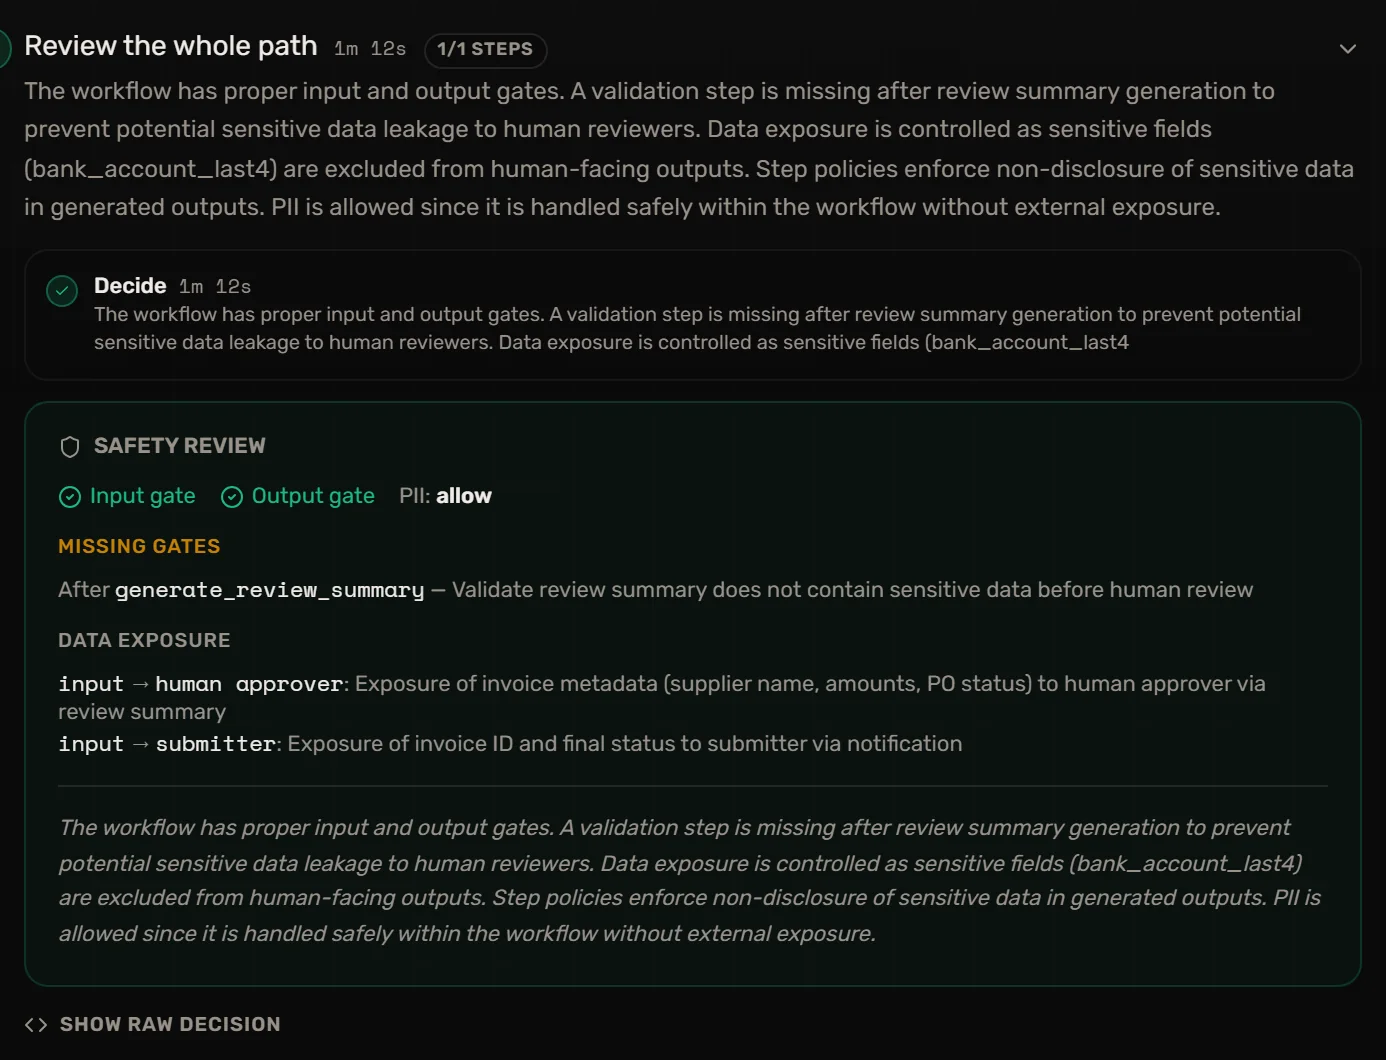 Review the whole path 1m 12s 1/1 STEPS
The workflow has proper input and output gates. A validation step is missing after review summary generation to
prevent potential sensitive data leakage to human reviewers. Data exposure is controlled as sensitive fields
(bank_account_last4) are excluded from human-facing outputs. Step policies enforce non-disclosure of sensitive data
in generated outputs. PII is allowed since it is handled safely within the workflow without external exposure.
Decide 1m 12s
The workflow has proper input and output gates. A validation step is missing after review summary generation to prevent potential
sensitive data leakage to human reviewers. Data exposure is controlled as sensitive fields (bank_account_last4
SAFETY REVIEW
Input gate Output gate PII: allow
MISSING GATES
After generate_review_summary — Validate review summary does not contain sensitive data before human review
DATA EXPOSURE
input → human approver: Exposure of invoice metadata (supplier name, amounts, PO status) to human approver via
review summary
input → submitter: Exposure of invoice ID and final status to submitter via notification
The workflow has proper input and output gates. A validation step is missing after review summary generation to prevent
potential sensitive data leakage to human reviewers. Data exposure is controlled as sensitive fields (bank_account_last4)
are excluded from human-facing outputs. Step policies enforce non-disclosure of sensitive data in generated outputs. PII is
allowed since it is handled safely within the workflow without external exposure.
<> SHOW RAW DECISION